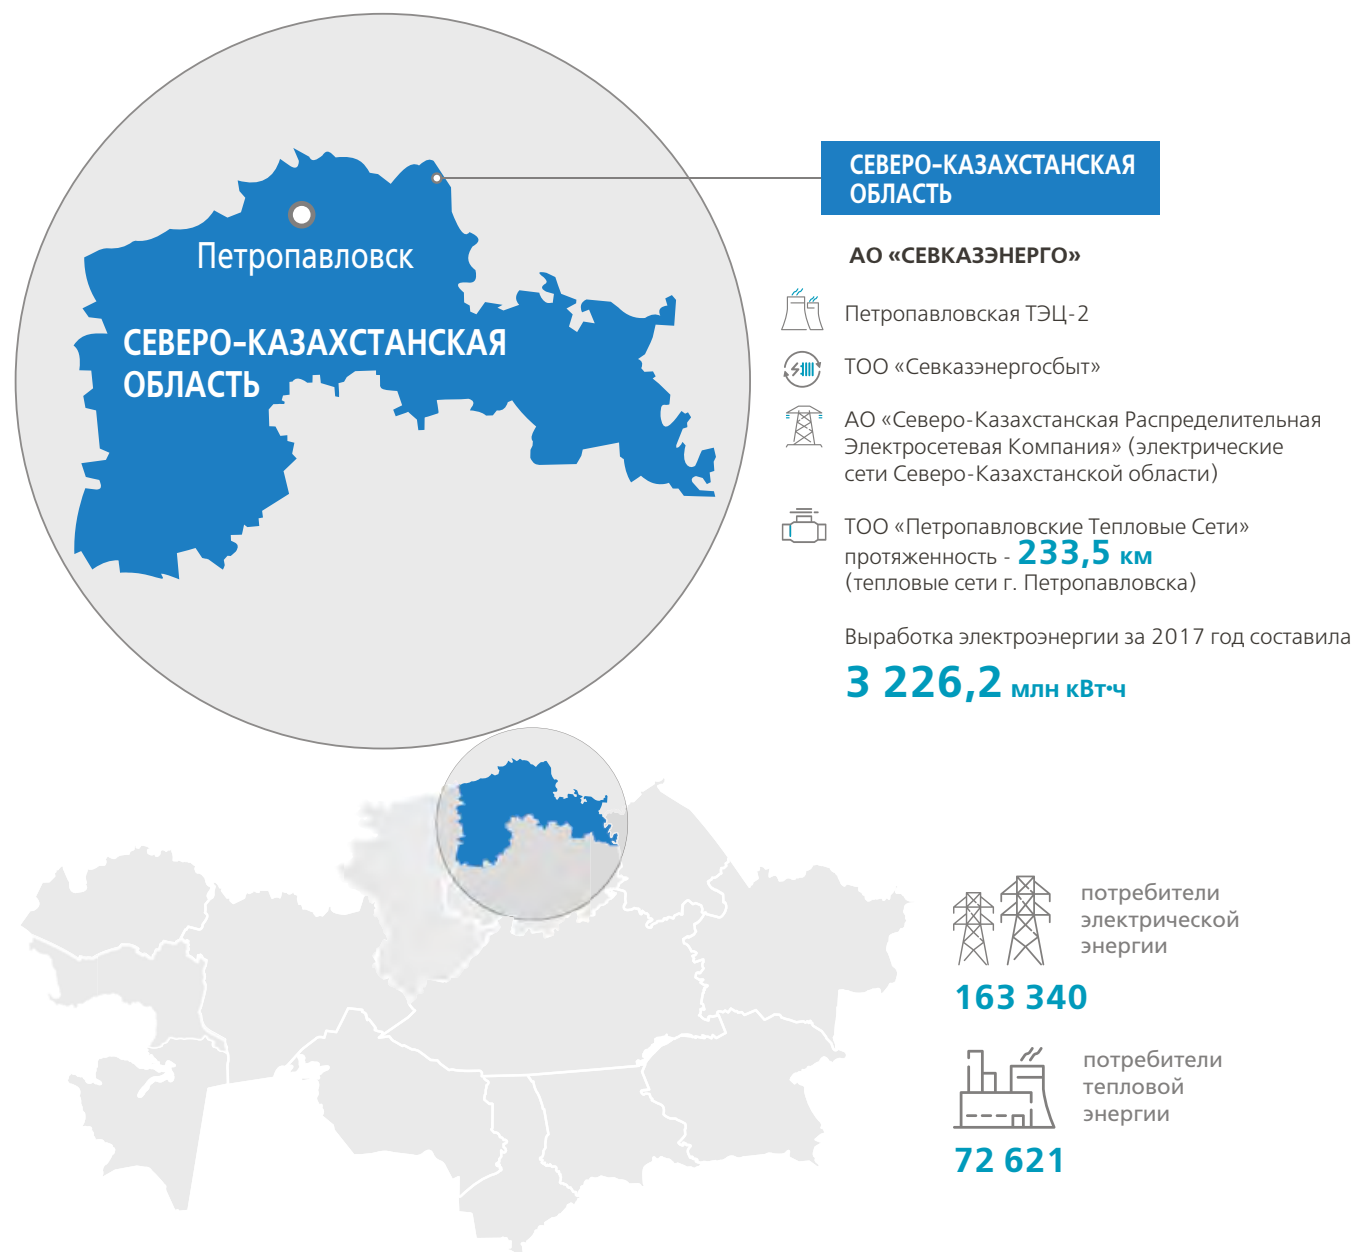 Петропавловск
СЕВЕРО-КАЗАХСТАНСКАЯ
ОБЛАСТЬ
СЕВЕРО-КАЗАХСТАНСКАЯ
ОБЛАСТЬ
АО «СЕВКАЗЭНЕРГО»
Петропавловская ТЭЦ-2
ТОО «Севказэнергосбыт»
АО «Северо-Казахстанская Распределительная
Электросетевая Компания» (электрические
сети Северо-Казахстанской области)
ТОО «Петропавловские Тепловые Сети»
протяженность - 233,5 км
(тепловые сети г. Петропавловска)
Выработка электроэнергии за 2017 год составила
3 226,2 млн кВт•ч
потребители
электрической
энергии
163 340
потребители
тепловой
энергии
72 621